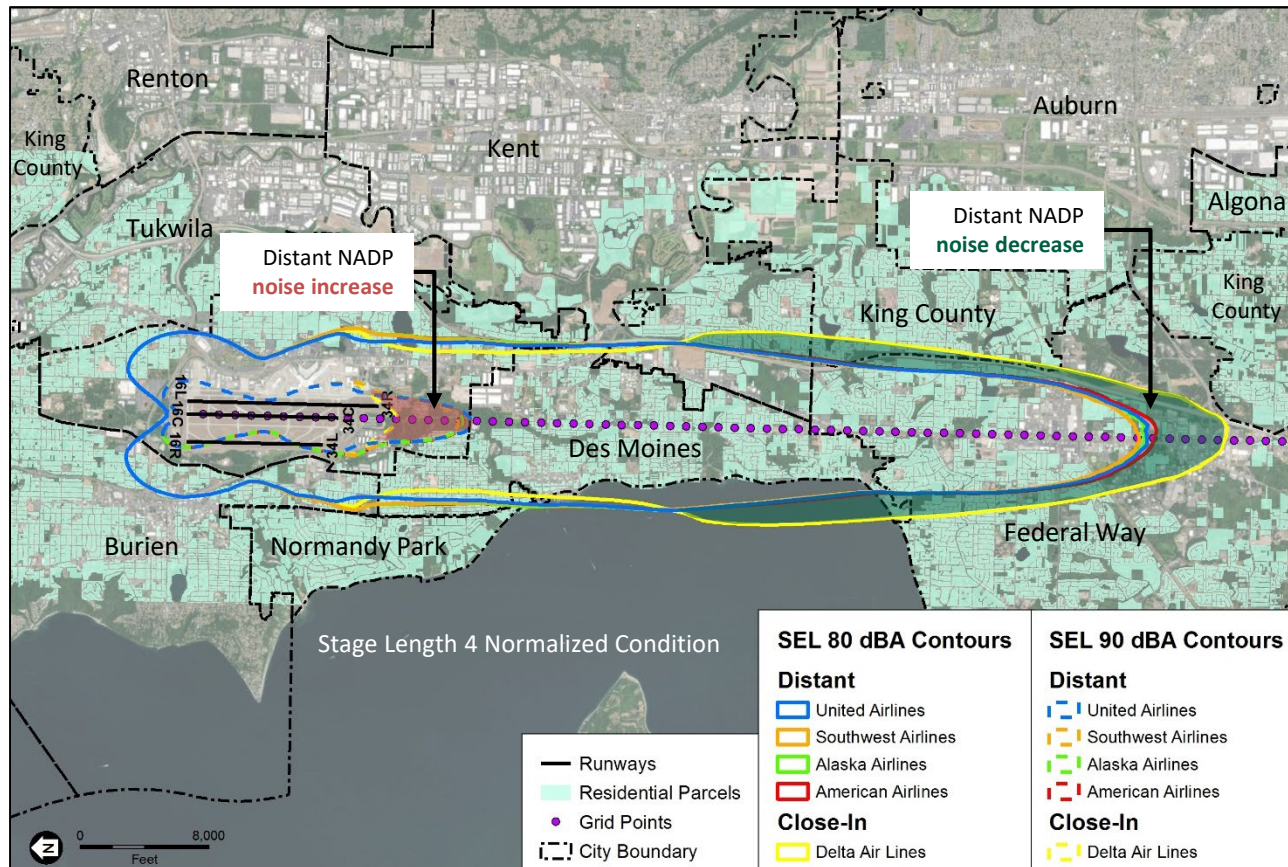 Renton
King
County
Tukwila
Kent
Auburn
Algona
King
County
Distant NADP
noise increase
Distant NADP
noise decrease
King County
16L
16C
16R
34R
34C
34L
Des Moines
Burien
Normandy Park
Federal Way
Stage Length 4 Normalized Condition
N
0 8,000
Feet
Runways
Residential Parcels
Grid Points
City Boundary
SEL 80 dBA Contours
Distant
United Airlines
Southwest Airlines
Alaska Airlines
American Airlines
Close-In
Delta Air Lines
SEL 90 dBA Contours
Distant
United Airlines
Southwest Airlines
Alaska Airlines
American Airlines
Close-In
Delta Air Lines